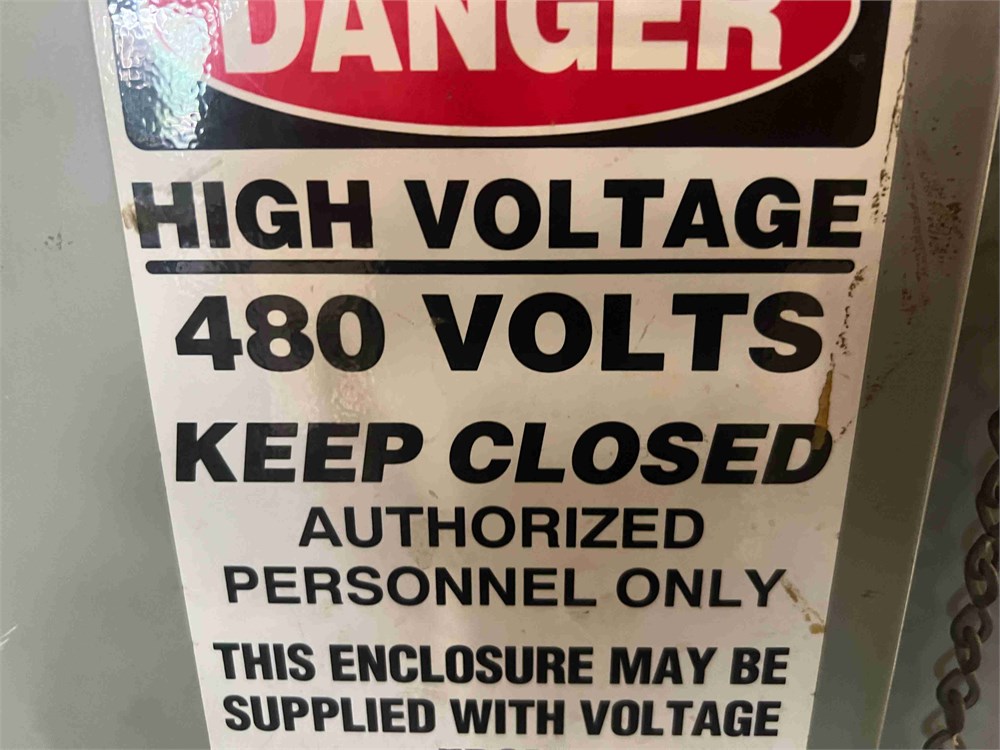 DANGER
HIGH VOLTAGE
480 VOLTS
KEEP CLOSED
AUTHORIZED
PERSONNEL ONLY
THIS ENCLOSURE MAY BE
SUPPLIED WITH VOLTAGE